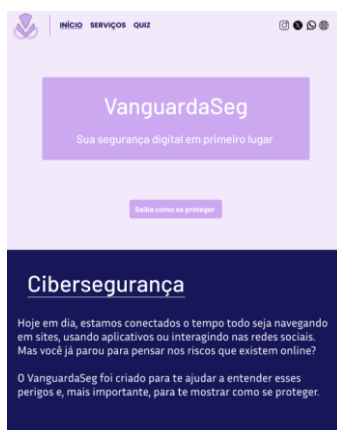 INÍCIO SERVIÇOS QUIZ
VanguardaSeg
Sua segurança digital em primeiro lugar
Saiba como se proteger
Cibersegurança
Hoje em dia, estamos conectados o tempo todo seja navegando
em sites, usando aplicativos ou interagindo nas redes sociais.
Mas você já parou para pensar nos riscos que existem online?
O VanguardaSeg foi criado para te ajudar a entender esses
perigos e, mais importante, para te mostrar como se proteger.